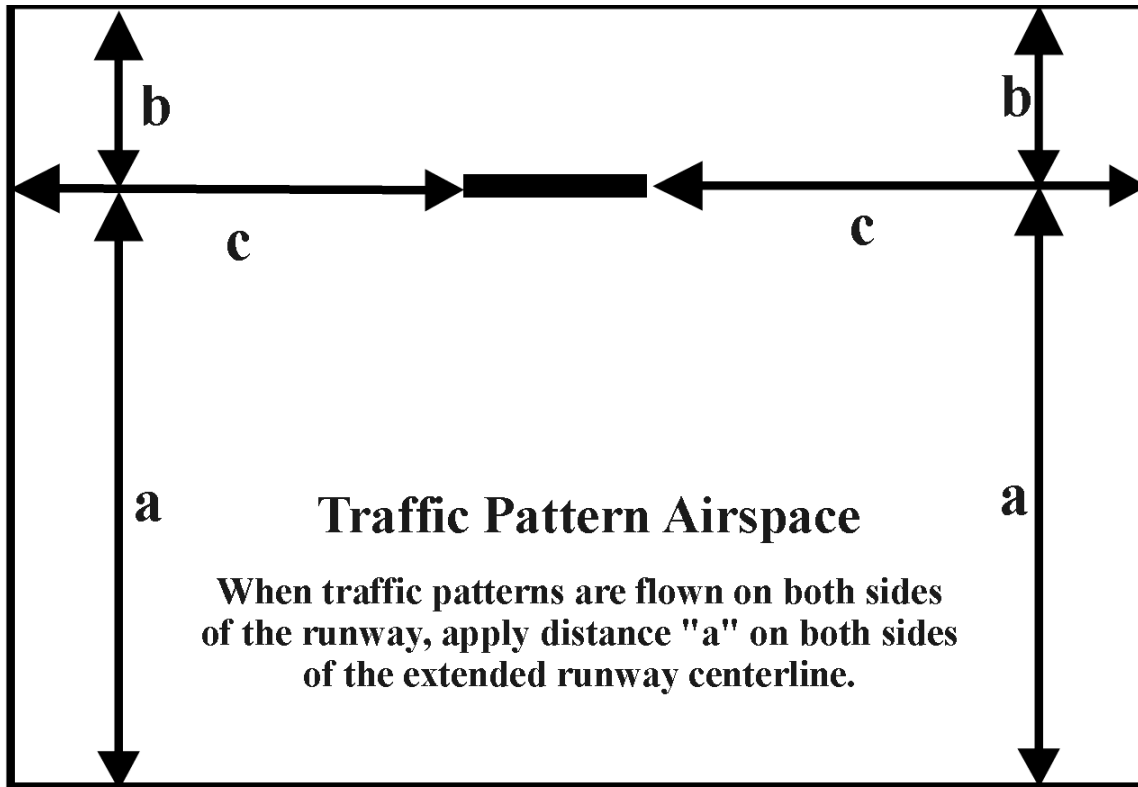 b
b
c
c
a
a
Traffic Pattern Airspace
When traffic patterns are flown on both sides
of the runway, apply distance "a" on both sides
of the extended runway centerline.